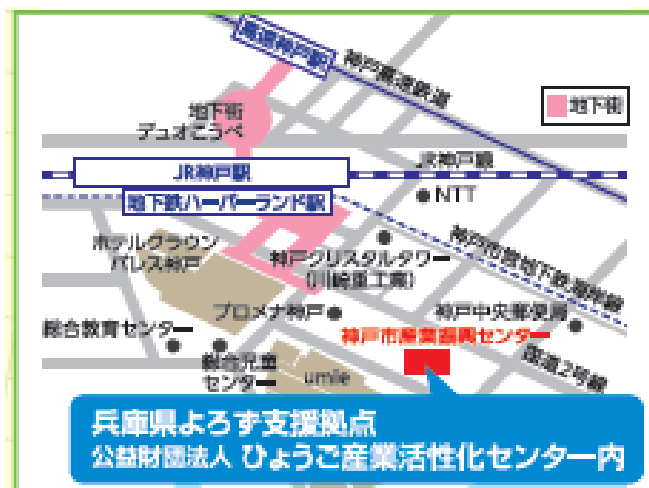 高速神戸駅
神戸高速鉄道
地下街
デュオこうべ
地下街
JR神戸線
JR神戸駅
NTT
地下鉄ハーバーランド駅
神戸市営地下鉄海岸線
ホテルクラウン
パレス神戸
神戸クリスタルタワー
(川崎重工業)
プロメナ神戸
神戸中央郵便局
総合教育センター
神戸市産業振興センター
国道2号線
総合児童
センター
umie
兵庫県よろず支援拠点
公益財団法人 ひょうご産業活性化センター内